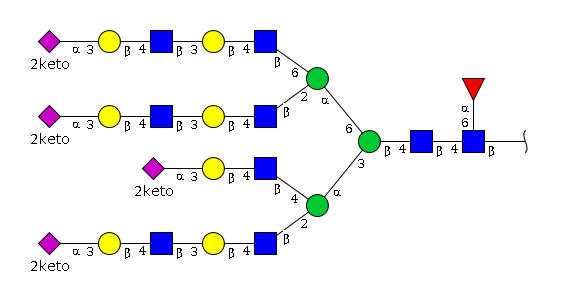 α 3 β 4 β 3 β 4
2keto
β 6
2 α
α 3 β 4 β 3 β 4 β
2keto
α
6
6
β 4 β 4 β
3
α 3 β 4
2keto
β 4 α
2
β
α 3 β 4 β 3 β 4
2keto